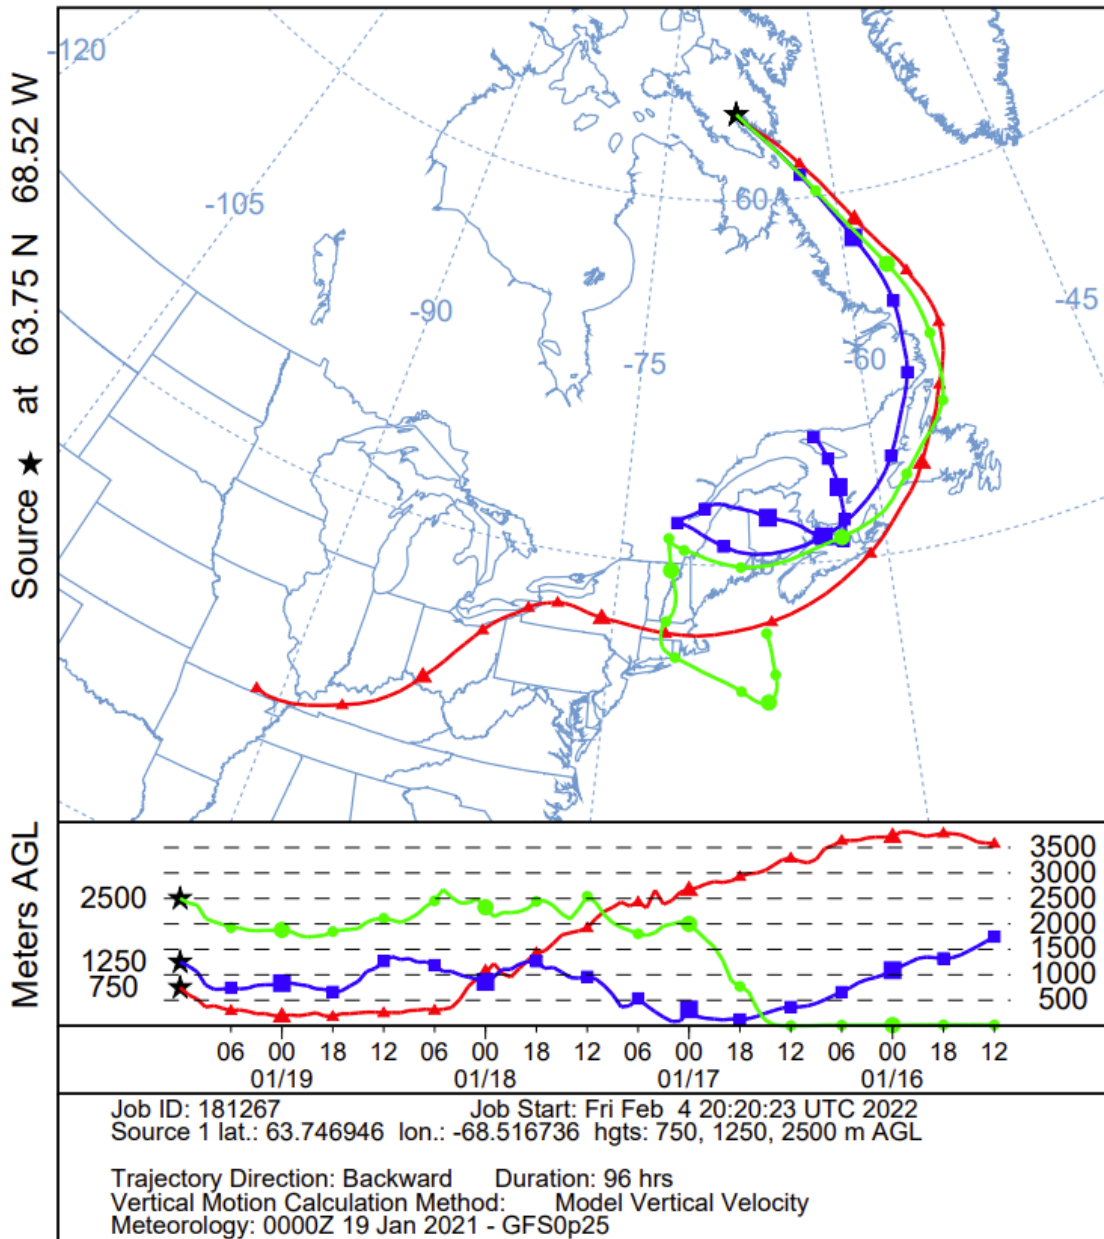 Source ★ at 63.75 N 68.52 W
-120
-105
60
-45
-90
-75
-60
Meters AGL
2500
1250
750
3500
3000
2500
2000
1500
1000
500
06 00 18 12 06 00 18 12 06 00 18 12 06 00 18 12
01/19 01/18 01/17 01/16
Job ID: 181267 Job Start: Fri Feb 4 20:20:23 UTC 2022
Source 1 lat.: 63.746946 lon.: -68.516736 hgts: 750, 1250, 2500 m AGL
Trajectory Direction: Backward Duration: 96 hrs
Vertical Motion Calculation Method: Model Vertical Velocity
Meteorology: 0000Z 19 Jan 2021 - GFS0p25